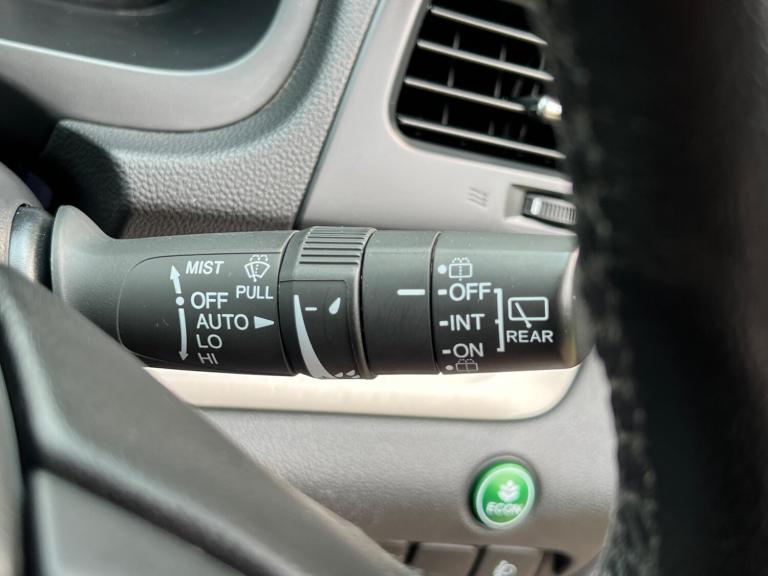 MIST
OFF
PULL
AUTO
LO
HI
OFF
INT
REAR
ON
ECON